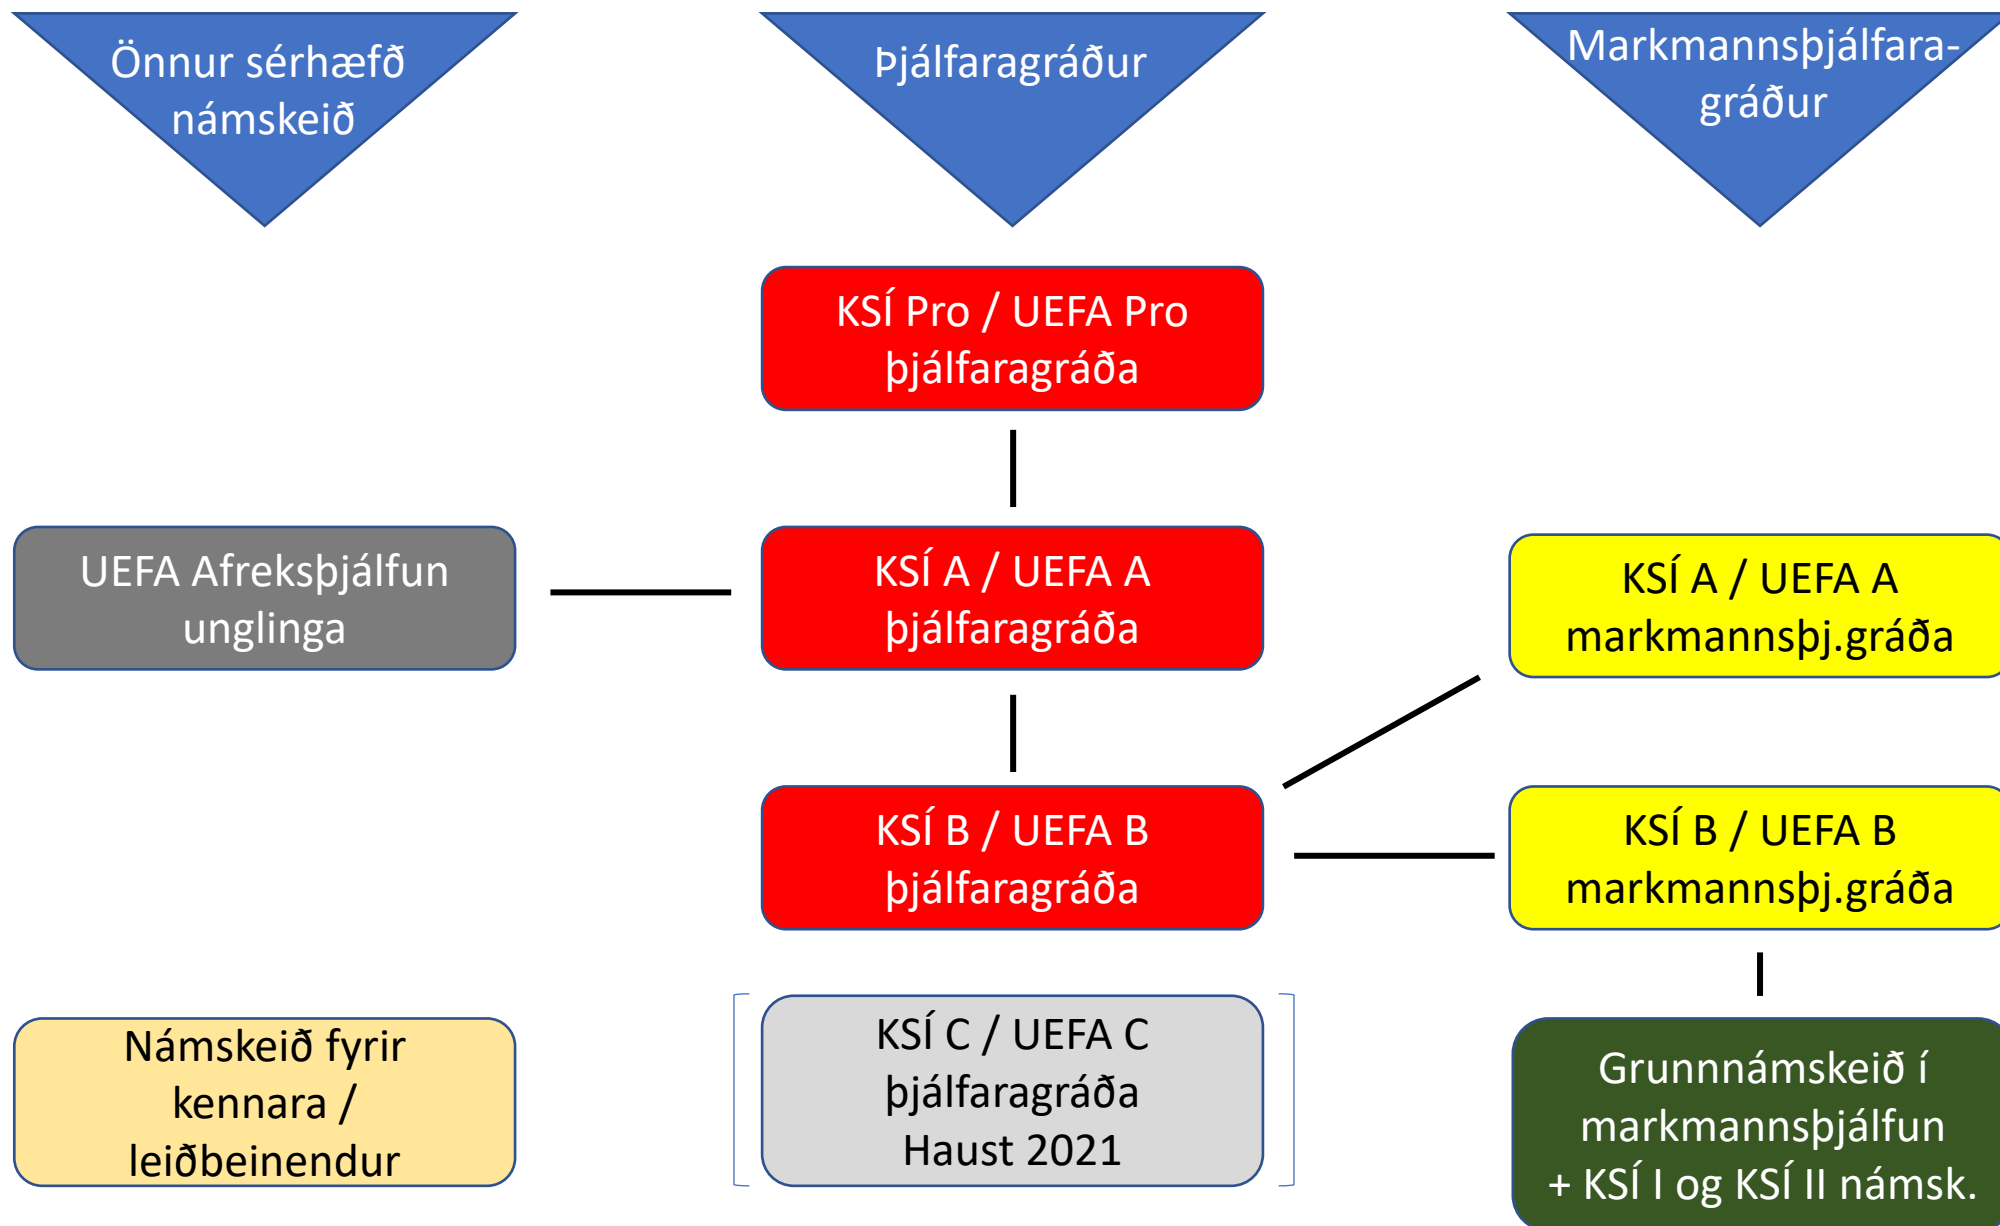 Önnur sérhæfð
námskeið
Þjálfaragráður
Markmannsþjálfara-
gráður
KSÍ Pro / UEFA Pro
þjálfaragráða
UEFA Afreksþjálfun
unglinga
KSÍ A / UEFA A
þjálfaragráða
KSÍ A / UEFA A
markmannsþj.gráða
KSÍ B / UEFA B
þjálfaragráða
KSÍ B / UEFA B
markmannsþj.gráða
Námskeið fyrir
kennara /
leiðbeinendur
KSÍ C / UEFA C
þjálfaragráða
Haust 2021
Grunnnámskeið í
markmannsþjálfun
+ KSÍ I og KSÍ II námsk.